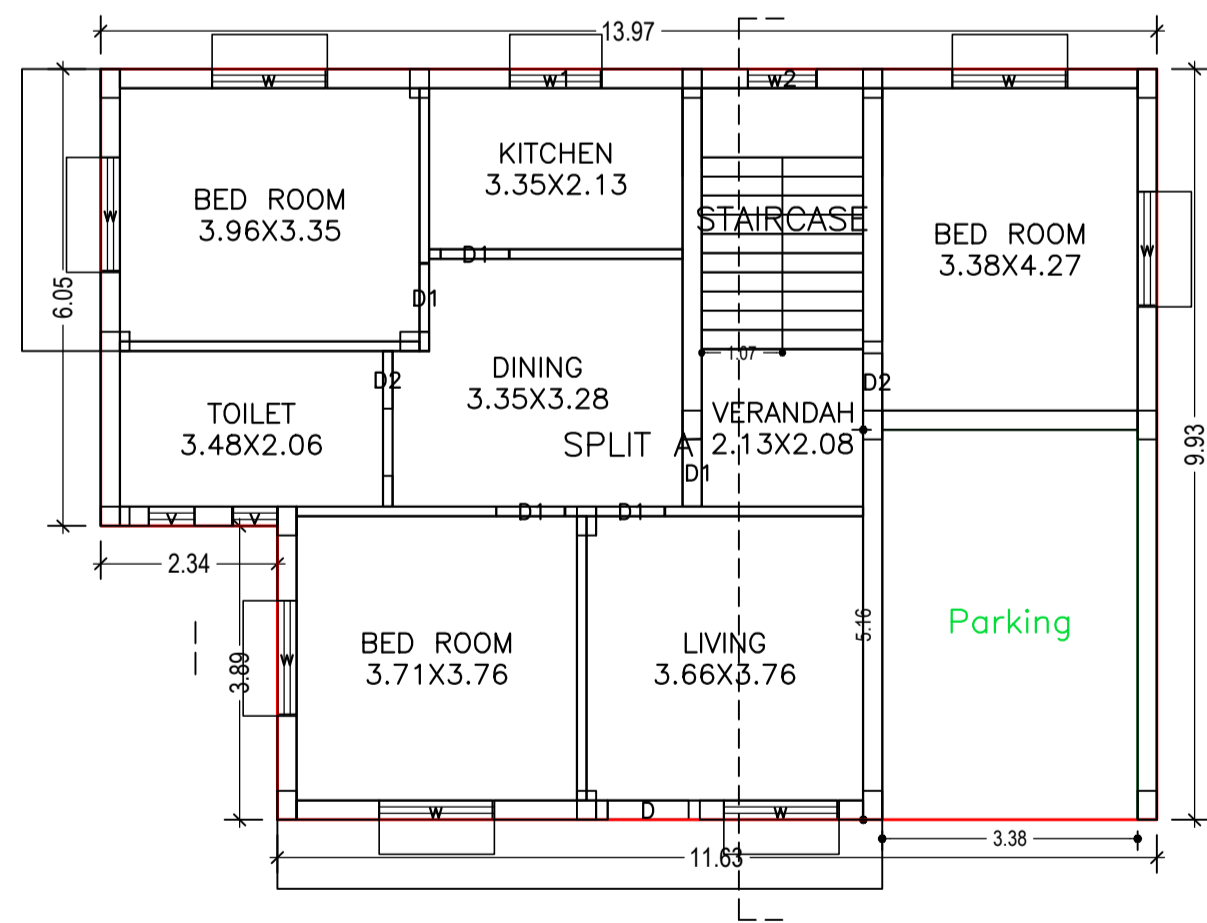 13.97
W
W1
W2
W
KITCHEN
3.35X2.13
BED ROOM
3.96X3.35
W
STAIRCASE
BED ROOM
3.38X4.27
W
D1
6.05
D1
1.07
DINING
3.35X3.28
D2
D2
TOILET
3.48X2.06
VERANDAH
2.13X2.08
SPLIT A
D1
9.93
V
V
D1
D1
2.34
5.16
Parking
BED ROOM
3.71X3.76
LIVING
3.66X3.76
W
3.89
W
D
W
3.38
11.63